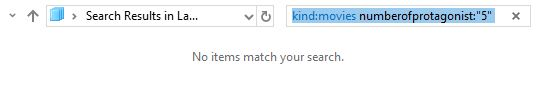 Search Results in La... kind:movies numberofprotagonist:"5"
No items match your search.